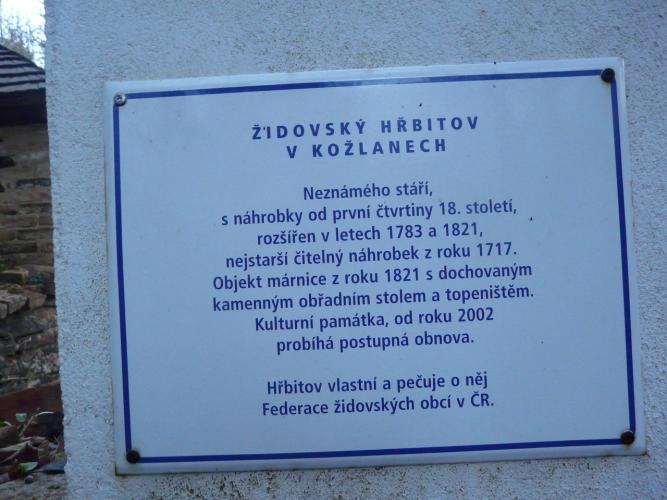 ŽIDOVSKÝ HŘBITOV
V KOŽLANECH
Neznámého stáří,
s náhrobky od první čtvrtiny 18. století,
rozšířen v letech 1783 a 1821,
nejstarší čitelný náhrobek z roku 1717.
Objekt márnice z roku 1821 s dochovaným
kamenným obřadním stolem a topeništěm.
Kulturní památka, od roku 2002
probíhá postupná obnova.
Hřbitov vlastní a pečuje o něj
Federace židovských obcí v ČR.